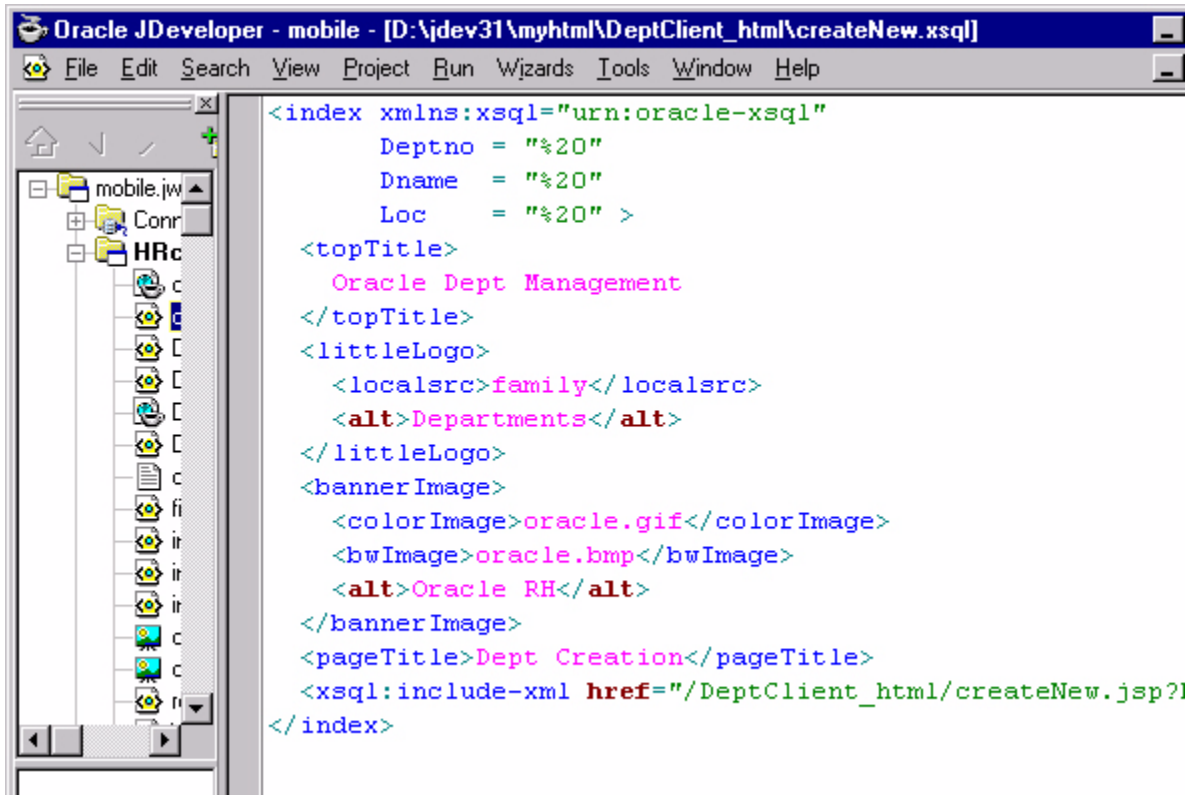 Oracle JDeveloper - mobile - [D:\jdev31\myhtml\DeptClient_html\createNew.xsql]
File Edit Search View Project Run Wizards Tools Window Help
mobile.jw
Conr
HRc
<index xmlns:xsql="urn:oracle-xsql"
Deptno = "%20"
Dname = "%20"
Loc = "%20" >
<topTitle>
Oracle Dept Management
</topTitle>
<littleLogo>
<localsrc>family</localsrc>
<alt>Departments</alt>
</littleLogo>
<bannerImage>
<colorImage>oracle.gif</colorImage>
<bwImage>oracle.bmp</bwImage>
<alt>Oracle RH</alt>
</bannerImage>
<pageTitle>Dept Creation</pageTitle>
<xsql:include-xml href="/DeptClient_html/createNew.jsp?
</index>